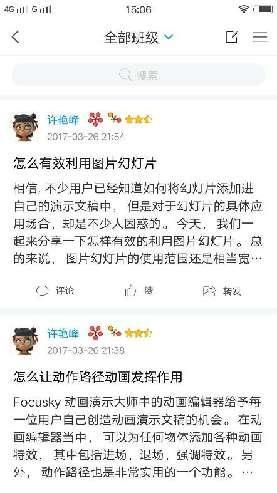 4G 4G 15:06
全部班级
搜索
许艳峰
2017-03-26 21:54
怎么有效利用图片幻灯片
相信, 不少用户已经知道如何将幻灯片添加进
自己的演示文稿中， 但是对于幻灯片的具体应
用场合， 却是不少人困惑的。今天， 我们一
起来分享一下怎样有效的利用图片幻灯片。总
的来说， 图片幻灯片的使用范围还是相当宽...
评论 赞 转发
许艳峰
2017-03-26 21:38
怎么让动作路径动画发挥作用
Focusky 动画演示大师中的动画编辑器给予每
一位用户自己创造动画演示文稿的机会。 在动
画编辑器当中， 可以为任何物体添加各种动画
特效， 其中包括进场，退场，强调特效。 另
外， 动作路径也是非常实用的一个功能。 ...